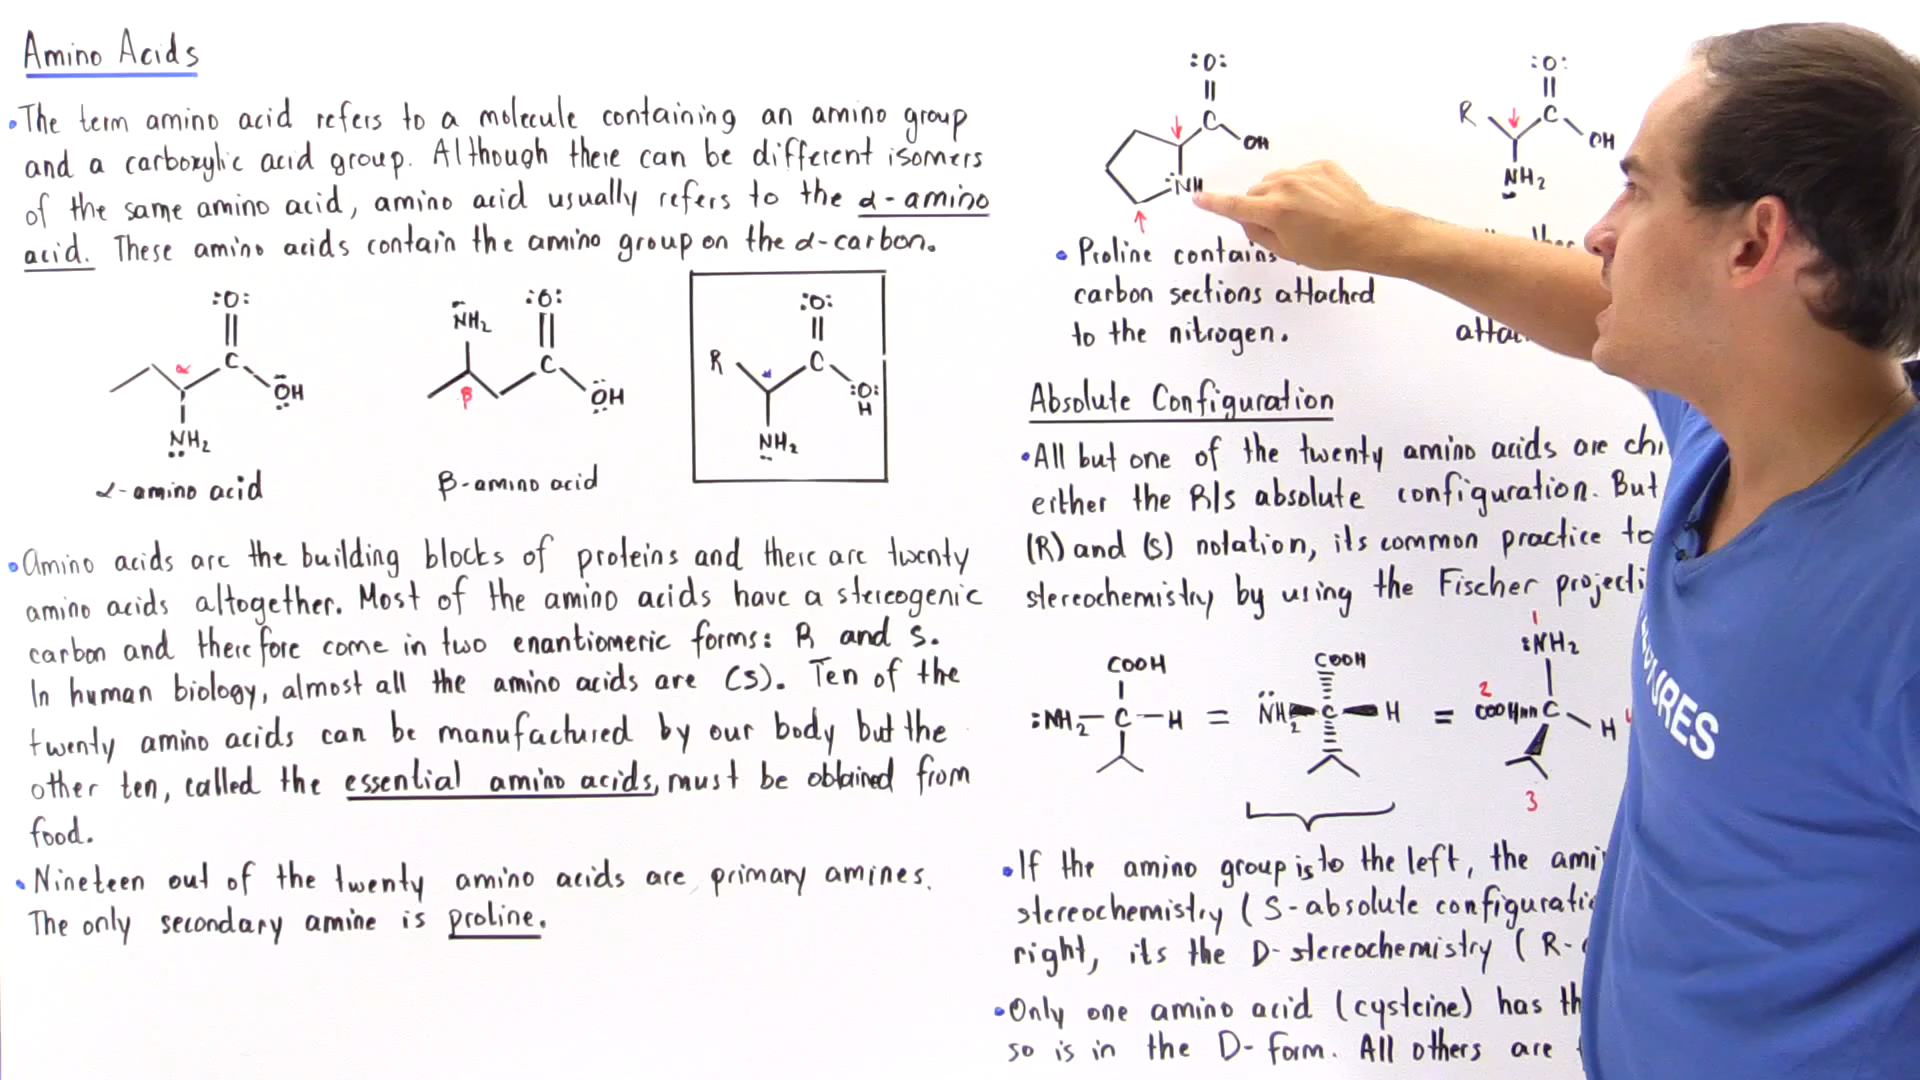 Amino Acids
•The term amino acid refers to a molecule containing an amino group
and a carboxylic acid group. Although there can be different isomers
of the same amino acid, amino acid usually refers to the α-amino
acid. These amino acids contain the amino group on the α-carbon.
:O:
C
α
ÖH
NH₂
α-amino acid
NH₂
:O:
C
β
ÖH
β-amino acid
:O:
R
*
C
:O:
H
NH₂
•Amino acids are the building blocks of proteins and there are twenty
amino acids altogether. Most of the amino acids have a stereogenic
carbon and therefore come in two enantiomeric forms: R and S.
In human biology, almost all the amino acids are (S). Ten of the
twenty amino acids can be manufactured by our body but the
other ten, called the essential amino acids, must be obtained from
food.
•Nineteen out of the twenty amino acids are primary amines.
The only secondary amine is proline.
:O:
C
OH
:NH
•Proline contains
carbon sections attached
to the nitrogen.
:O:
R
C
OH
NH₂
Absolute Configuration
•All but one of the twenty amino acids are
either the R/S absolute configuration. But
(R) and (S) notation, its common practice to
stereochemistry by using the Fischer
COOH
:NH₂–C–H =
COOH
NH₂ C H =
1
:NH₂
2
COOH C
H
3
•If the amino group is to the left, the
stereochemistry (S-absolute
right, its the D-stereochemistry (R-
•Only one amino acid (cysteine) has
so is in the D-form. All others are
URES